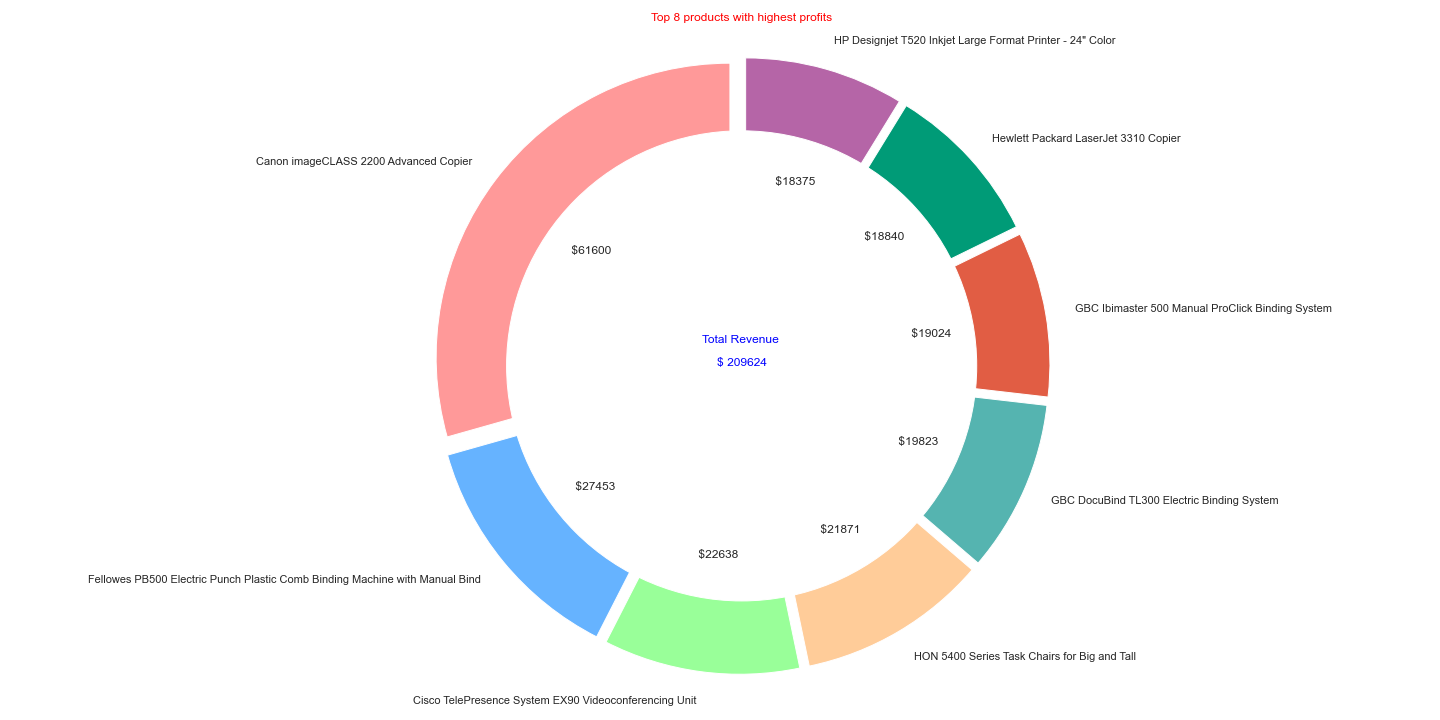 Top 8 products with highest profits
HP Designjet T520 Inkjet Large Format Printer - 24" Color
Hewlett Packard LaserJet 3310 Copier
Canon imageCLASS 2200 Advanced Copier
$18375
$18840
$61600
GBC Ibimaster 500 Manual ProClick Binding System
$19024
Total Revenue
$ 209624
$19823
$27453
GBC DocuBind TL300 Electric Binding System
$21871
$22638
Fellowes PB500 Electric Punch Plastic Comb Binding Machine with Manual Bind
HON 5400 Series Task Chairs for Big and Tall
Cisco TelePresence System EX90 Videoconferencing Unit